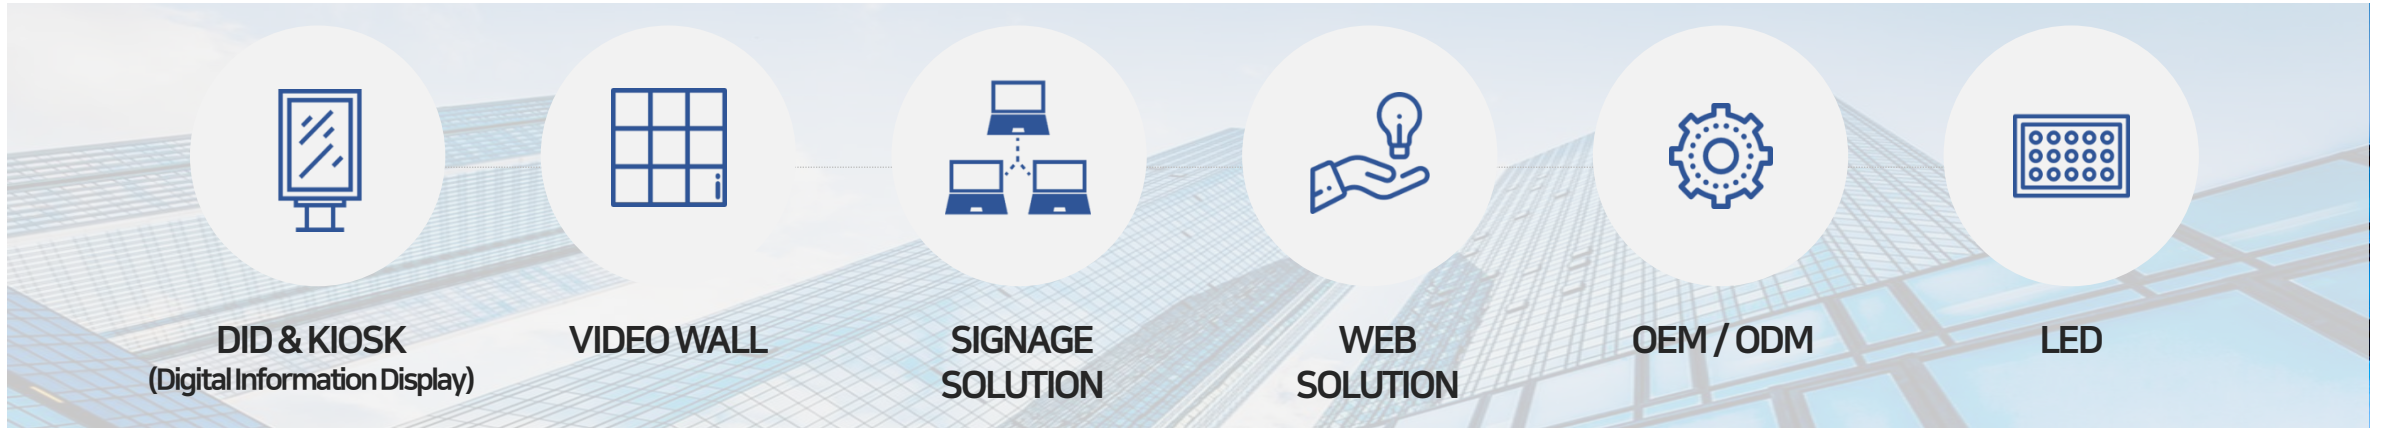 DID & KIOSK
(Digital Information Display)
VIDEO WALL
SIGNAGE
SOLUTION
WEB
SOLUTION
OEM / ODM
LED